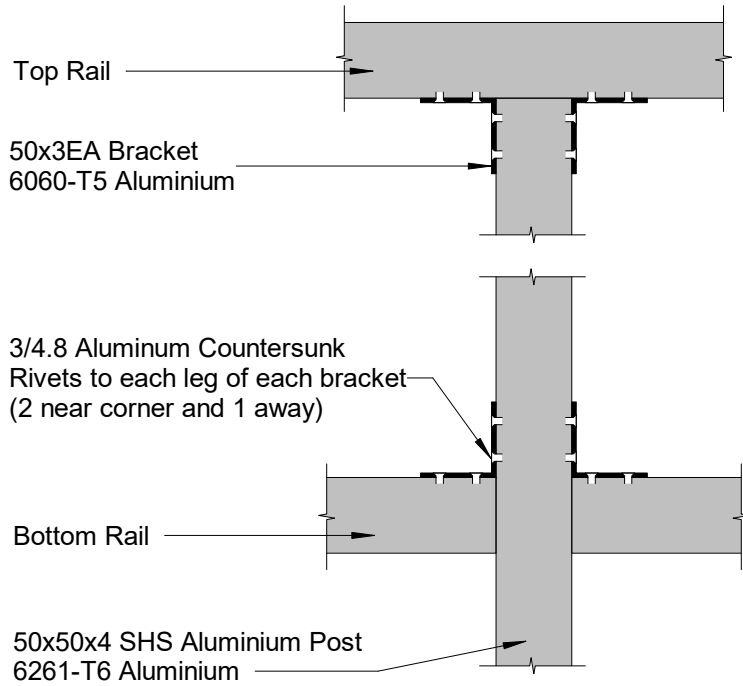 Top Rail
50x3EA Bracket
6060-T5 Aluminium
3/4.8 Aluminum Countersunk
Rivets to each leg of each bracket
(2 near corner and 1 away)
Bottom Rail
50x50x4 SHS Aluminium Post
6261-T6 Aluminium